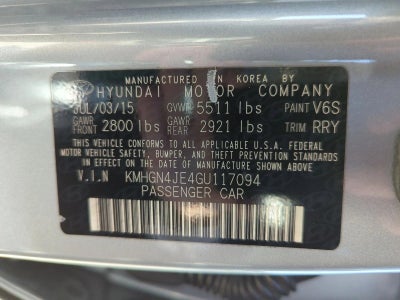 MANUFACTURED IN KOREA BY
HYUNDAI MOTOR COMPANY
JUL/03/15 GVWR 5511 lbs PAINT V6S
GAWR FRONT 2800 lbs GAWR REAR 2921 lbs TRIM RRY
THIS VEHICLE CONFORMS TO ALL APPLICABLE U.S.A. FEDERAL
MOTOR VEHICLE SAFETY, BUMPER, AND THEFT PREVENTION
STANDARDS IN EFFECT ON THE DATE OF MANUFACTURE SHOWN ABOVE
V.I.N KMHGN4JE4GU117094
PASSENGER CAR